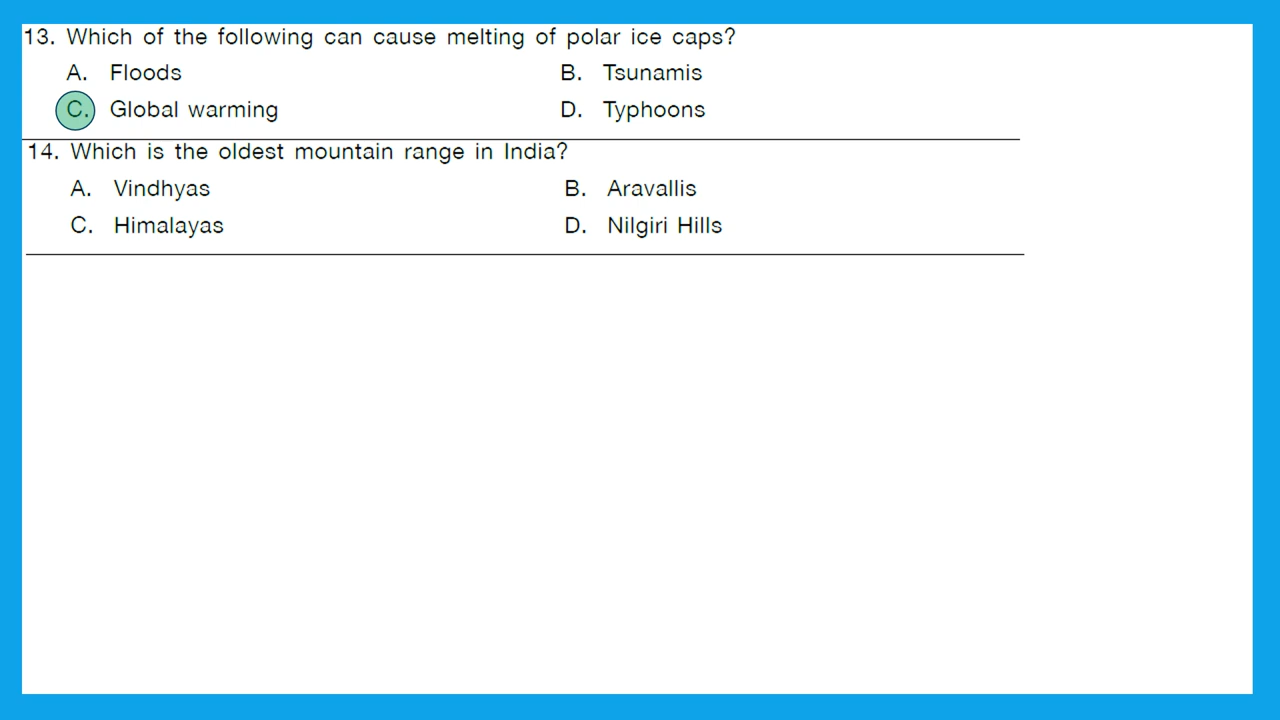 13. Which of the following can cause melting of polar ice caps?
A. Floods B. Tsunamis
C. Global warming D. Typhoons
14. Which is the oldest mountain range in India?
A. Vindhyas B. Aravallis
C. Himalayas D. Nilgiri Hills